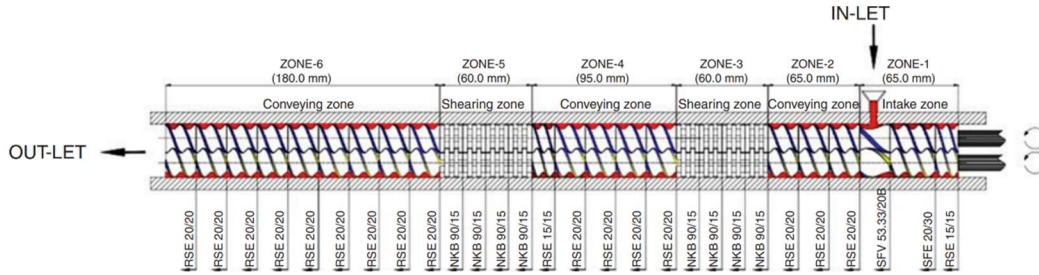 IN-LET
ZONE-6
(180.0 mm)
ZONE-5
(60.0 mm)
ZONE-4
(95.0 mm)
ZONE-3
(60.0 mm)
ZONE-2
(65.0 mm)
ZONE-1
(65.0 mm)
Conveying zone
Shearing zone
Conveying zone
Shearing zone
Conveying zone
Intake zone
OUT-LET
RSE 20/20
RSE 20/20
RSE 20/20
RSE 20/20
RSE 20/20
RSE 20/20
RSE 20/20
RSE 20/20
RSE 20/20
NKB 90/15
NKB 90/15
NKB 90/15
NKB 90/15
RSE 15/15
RSE 20/20
RSE 20/20
RSE 20/20
RSE 20/20
NKB 90/15
NKB 90/15
NKB 90/15
NKB 90/15
RSE 20/20
RSE 20/20
RSE 20/20
SFV 53.33/20B
SFE 20/30
RSE 15/15